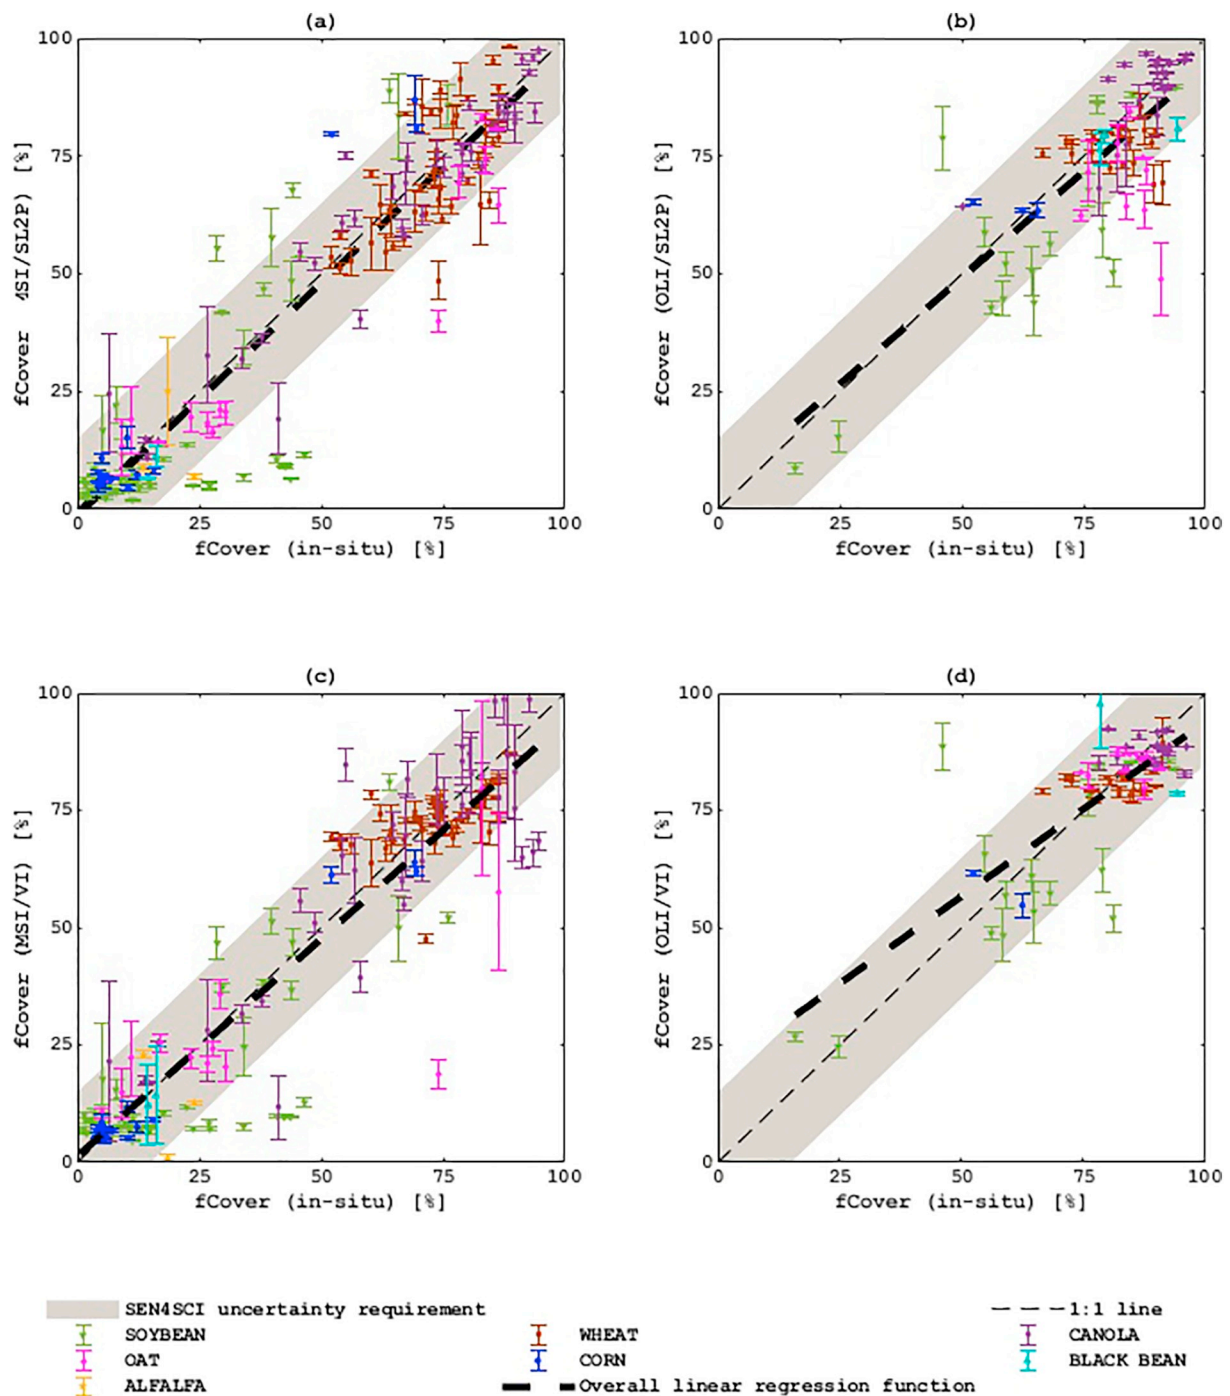 (a)
100
75
50
25
0
fCover (MSI/SL2P) [%]
0 25 50 75 100
fCover (in-situ) [%]
(b)
100
75
50
25
0
fCover (OLI/SL2P) [%]
0 25 50 75 100
fCover (in-situ) [%]
(c)
100
75
50
25
0
fCover (MSI/VI) [%]
0 25 50 75 100
fCover (in-situ) [%]
(d)
100
75
50
25
0
fCover (OLI/VI) [%]
0 25 50 75 100
fCover (in-situ) [%]
SEN4SCI uncertainty requirement 1:1 line
SOYBEAN WHEAT CANOLA
OAT CORN BLACK BEAN
ALFALFA Overall linear regression function